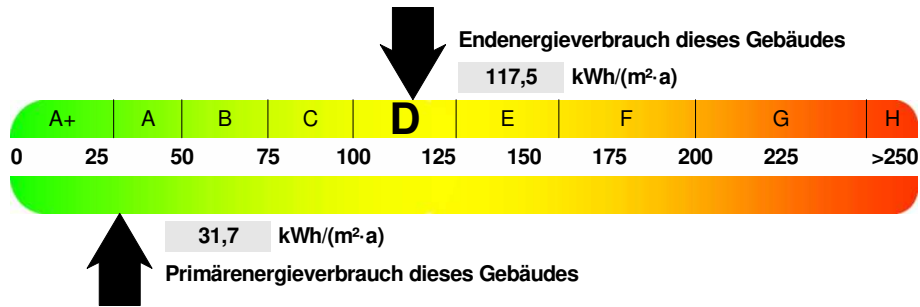 Endenergieverbrauch dieses Gebäudes
117,5 kWh/(m²·a)
A+ A B C D E F G H
0 25 50 75 100 125 150 175 200 225 >250
31,7 kWh/(m²·a)
Primärenergieverbrauch dieses Gebäudes